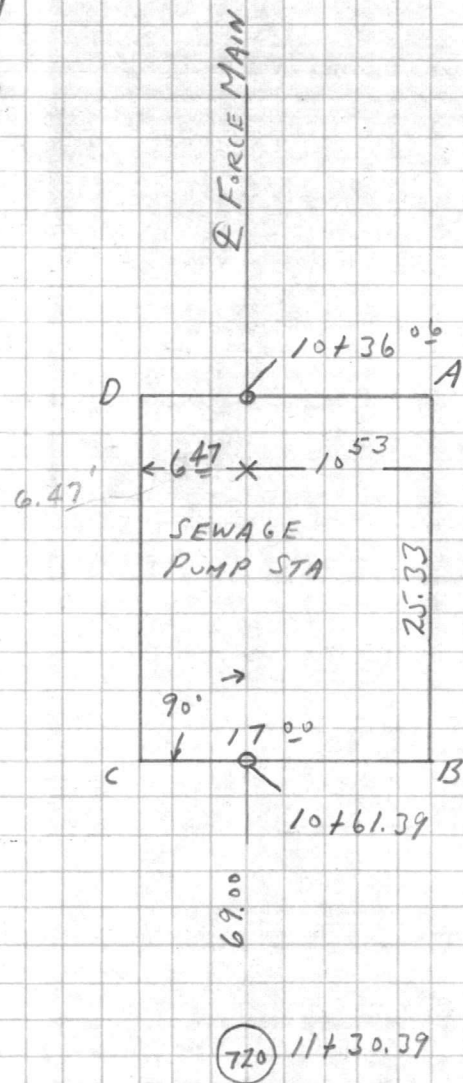 ℄ FORCE MAIN
10+36 06
D
A
6 47
10 53
6.47'
SEWAGE
PUMP STA
25.33
90°
17 00
C
B
10+61.39
69.00
720 11+30.39